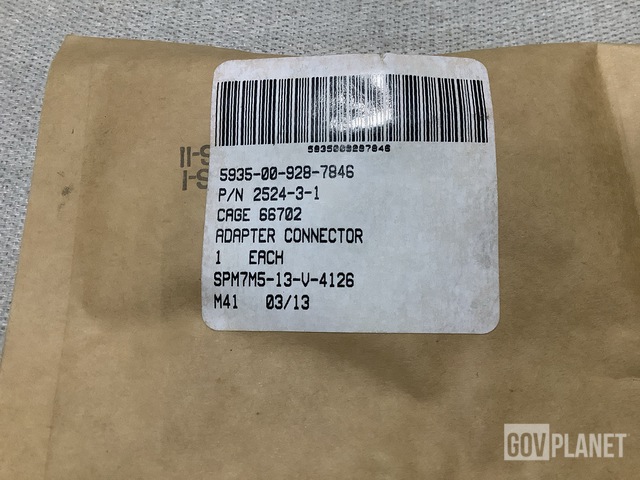 5935009287846
5935-00-928-7846
P/N 2524-3-1
CAGE 66702
ADAPTER CONNECTOR
1 EACH
SPM7M5-13-V-4126
M41 03/13
II-S
I-S
GOVPLANET